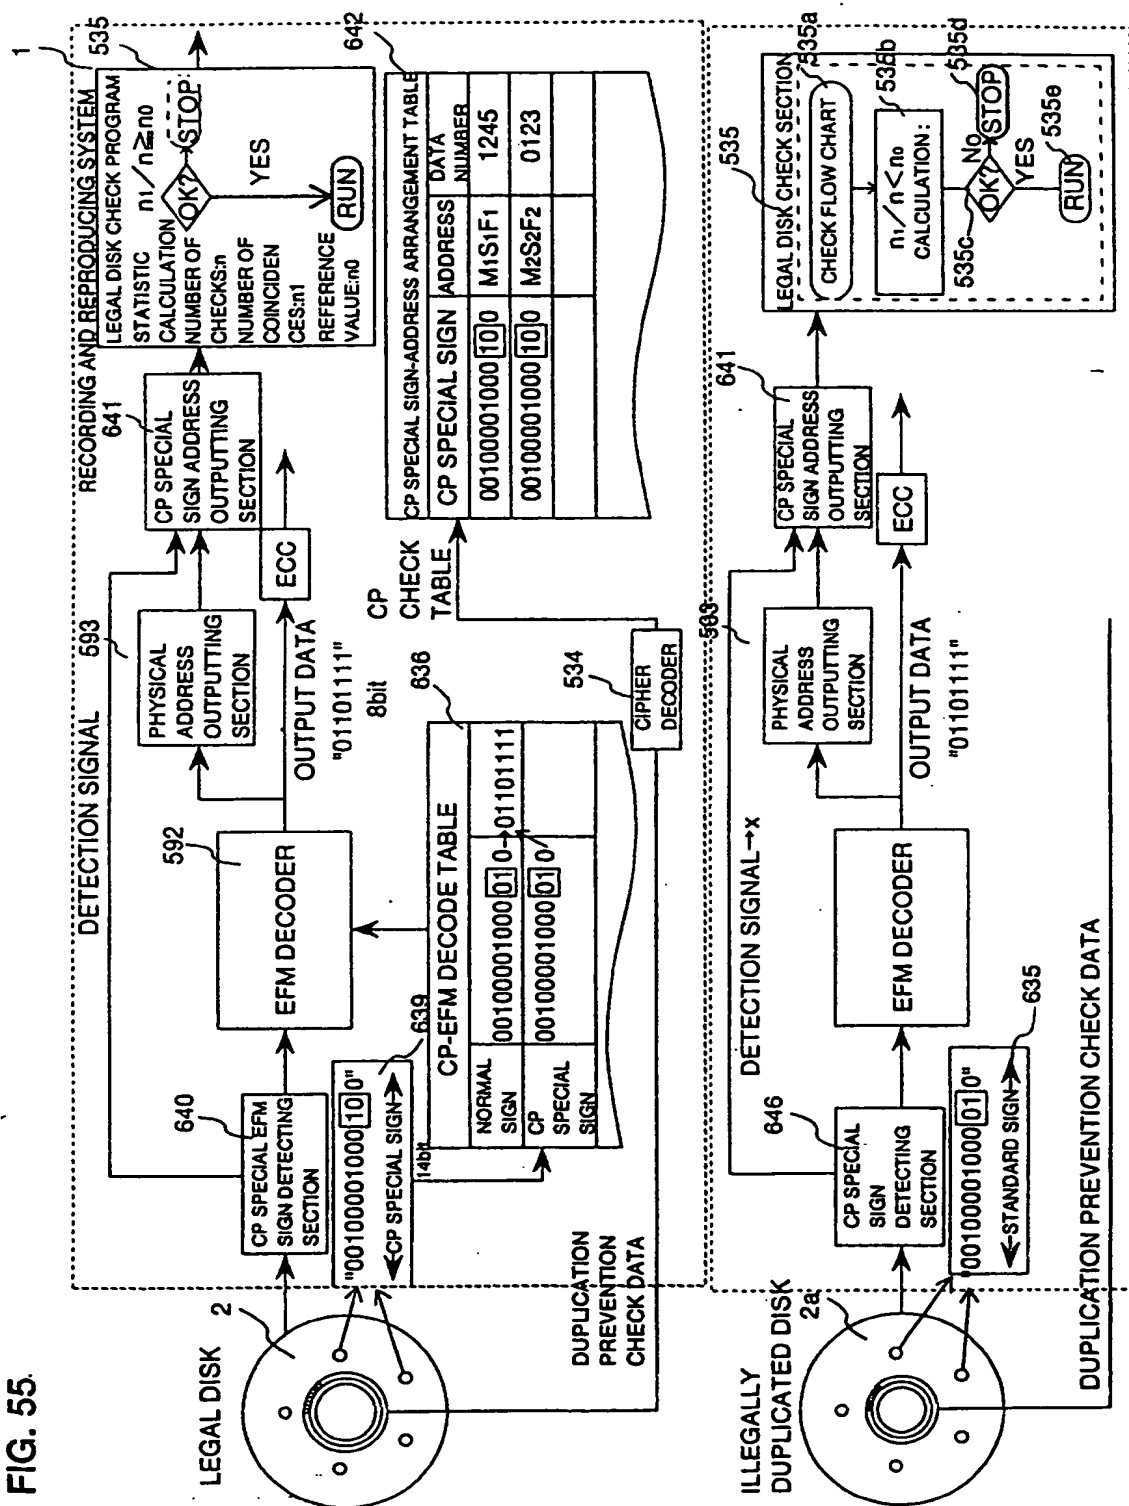 FIG. 55.
RECORDING AND REPRODUCING SYSTEM
1
LEGAL DISK
2
CP SPECIAL EFM
SIGN DETECTING
SECTION
640
"00100001000100"
CP SPECIAL SIGN
14bit
639
DETECTION SIGNAL
EFM DECODER
592
PHYSICAL
ADDRESS
OUTPUTTING
SECTION
593
OUTPUT DATA
"01101111"
8bit
ECC
CP SPECIAL
SIGN ADDRESS
OUTPUTTING
SECTION
641
LEGAL DISK CHECK PROGRAM
535
STATISTIC
CALCULATION
NUMBER OF
CHECKS:n
NUMBER OF
COINCIDEN
CES:n1
REFERENCE
VALUE:n0
n1/n≧n0
OK?
STOP
YES
RUN
CP-EFM DECODE TABLE
636
NORMAL
SIGN
00100001000010→01101111
CP
SPECIAL
SIGN
00100001000010
DUPLICATION
PREVENTION
CHECK DATA
CIPHER
DECODER
534
CP
CHECK
TABLE
CP SPECIAL SIGN-ADDRESS ARRANGEMENT TABLE
642
CP SPECIAL SIGN
ADDRESS
DATA
NUMBER
00100001000100
M1S1F1
1245
00100001000100
M2S2F2
0123
ILLEGALLY
DUPLICATED DISK
2a
CP SPECIAL
SIGN
DETECTING
SECTION
646
"00100001000010"
STANDARD SIGN
635
DETECTION SIGNAL→x
EFM DECODER
PHYSICAL
ADDRESS
OUTPUTTING
SECTION
593
OUTPUT DATA
"01101111"
ECC
CP SPECIAL
SIGN ADDRESS
OUTPUTTING
SECTION
641
LEGAL DISK CHECK SECTION
535
CHECK FLOW CHART
535a
n1/n<n0
CALCULATION:
535b
OK?
535c
No
STOP
535d
YES
RUN
535e
DUPLICATION PREVENTION CHECK DATA